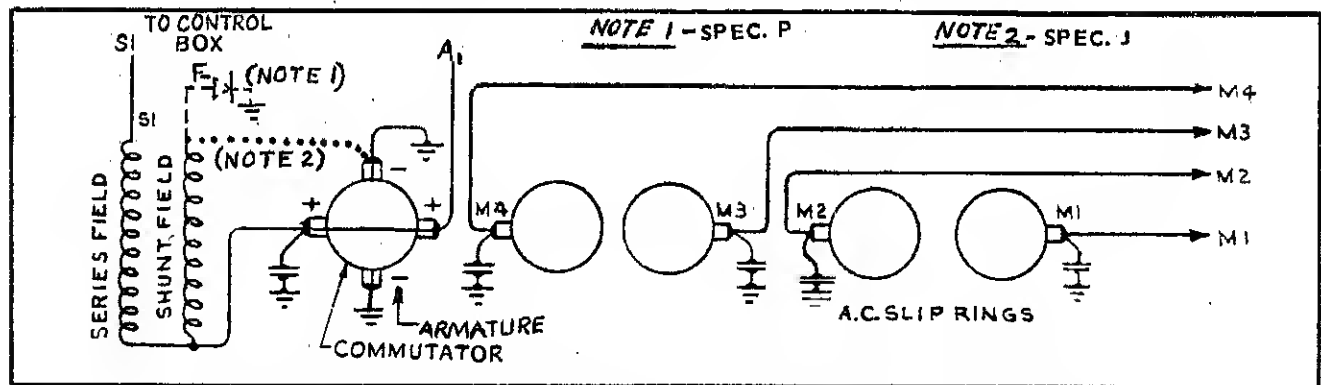 TO CONTROL
BOX
S1
A1
NOTE 1 - SPEC. P
NOTE 2 - SPEC. J
F-
(NOTE 1)
S1
(NOTE 2)
SERIES FIELD
SHUNT FIELD
-
+
+
-
ARMATURE
COMMUTATOR
M4
M3
M2
M1
M4
M3
M2
M1
A.C. SLIP RINGS